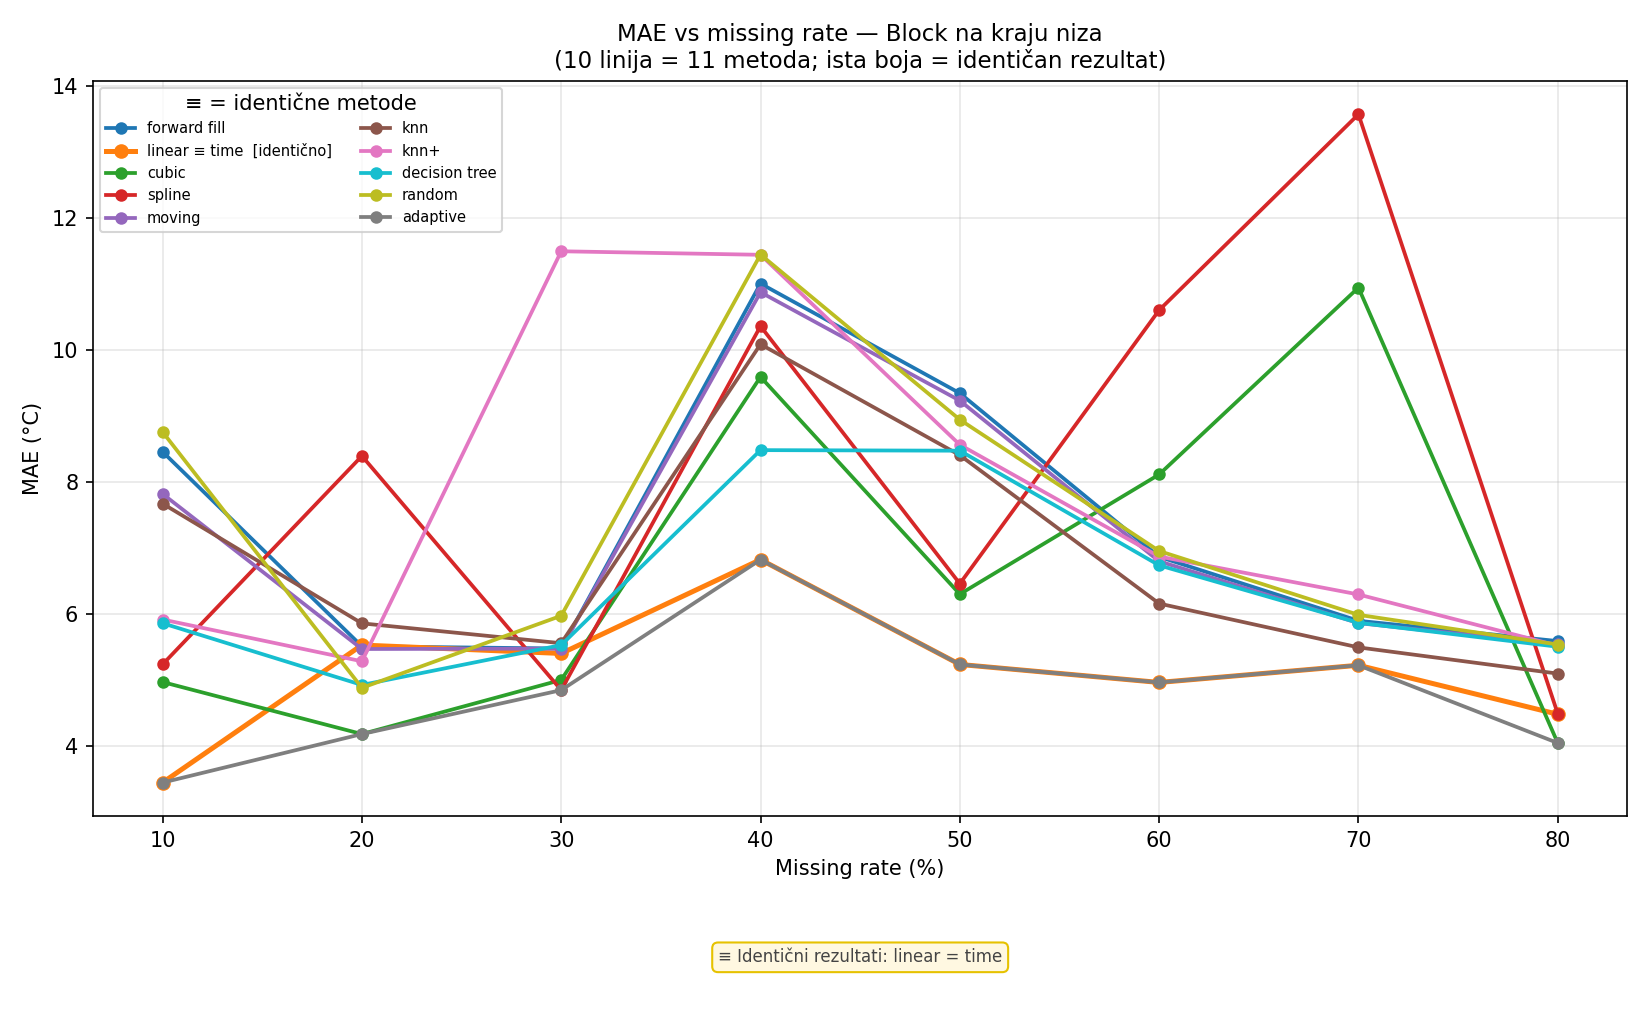 MAE vs missing rate — Block na kraju niza
(10 linija = 11 metoda; ista boja = identičan rezultat)
≡ = identične metode
forward fill
linear ≡ time [identično]
cubic
spline
moving
knn
knn+
decision tree
random
adaptive
MAE (°C)
14
12
10
8
6
4
10 20 30 40 50 60 70 80
Missing rate (%)
≡ Identični rezultati: linear = time